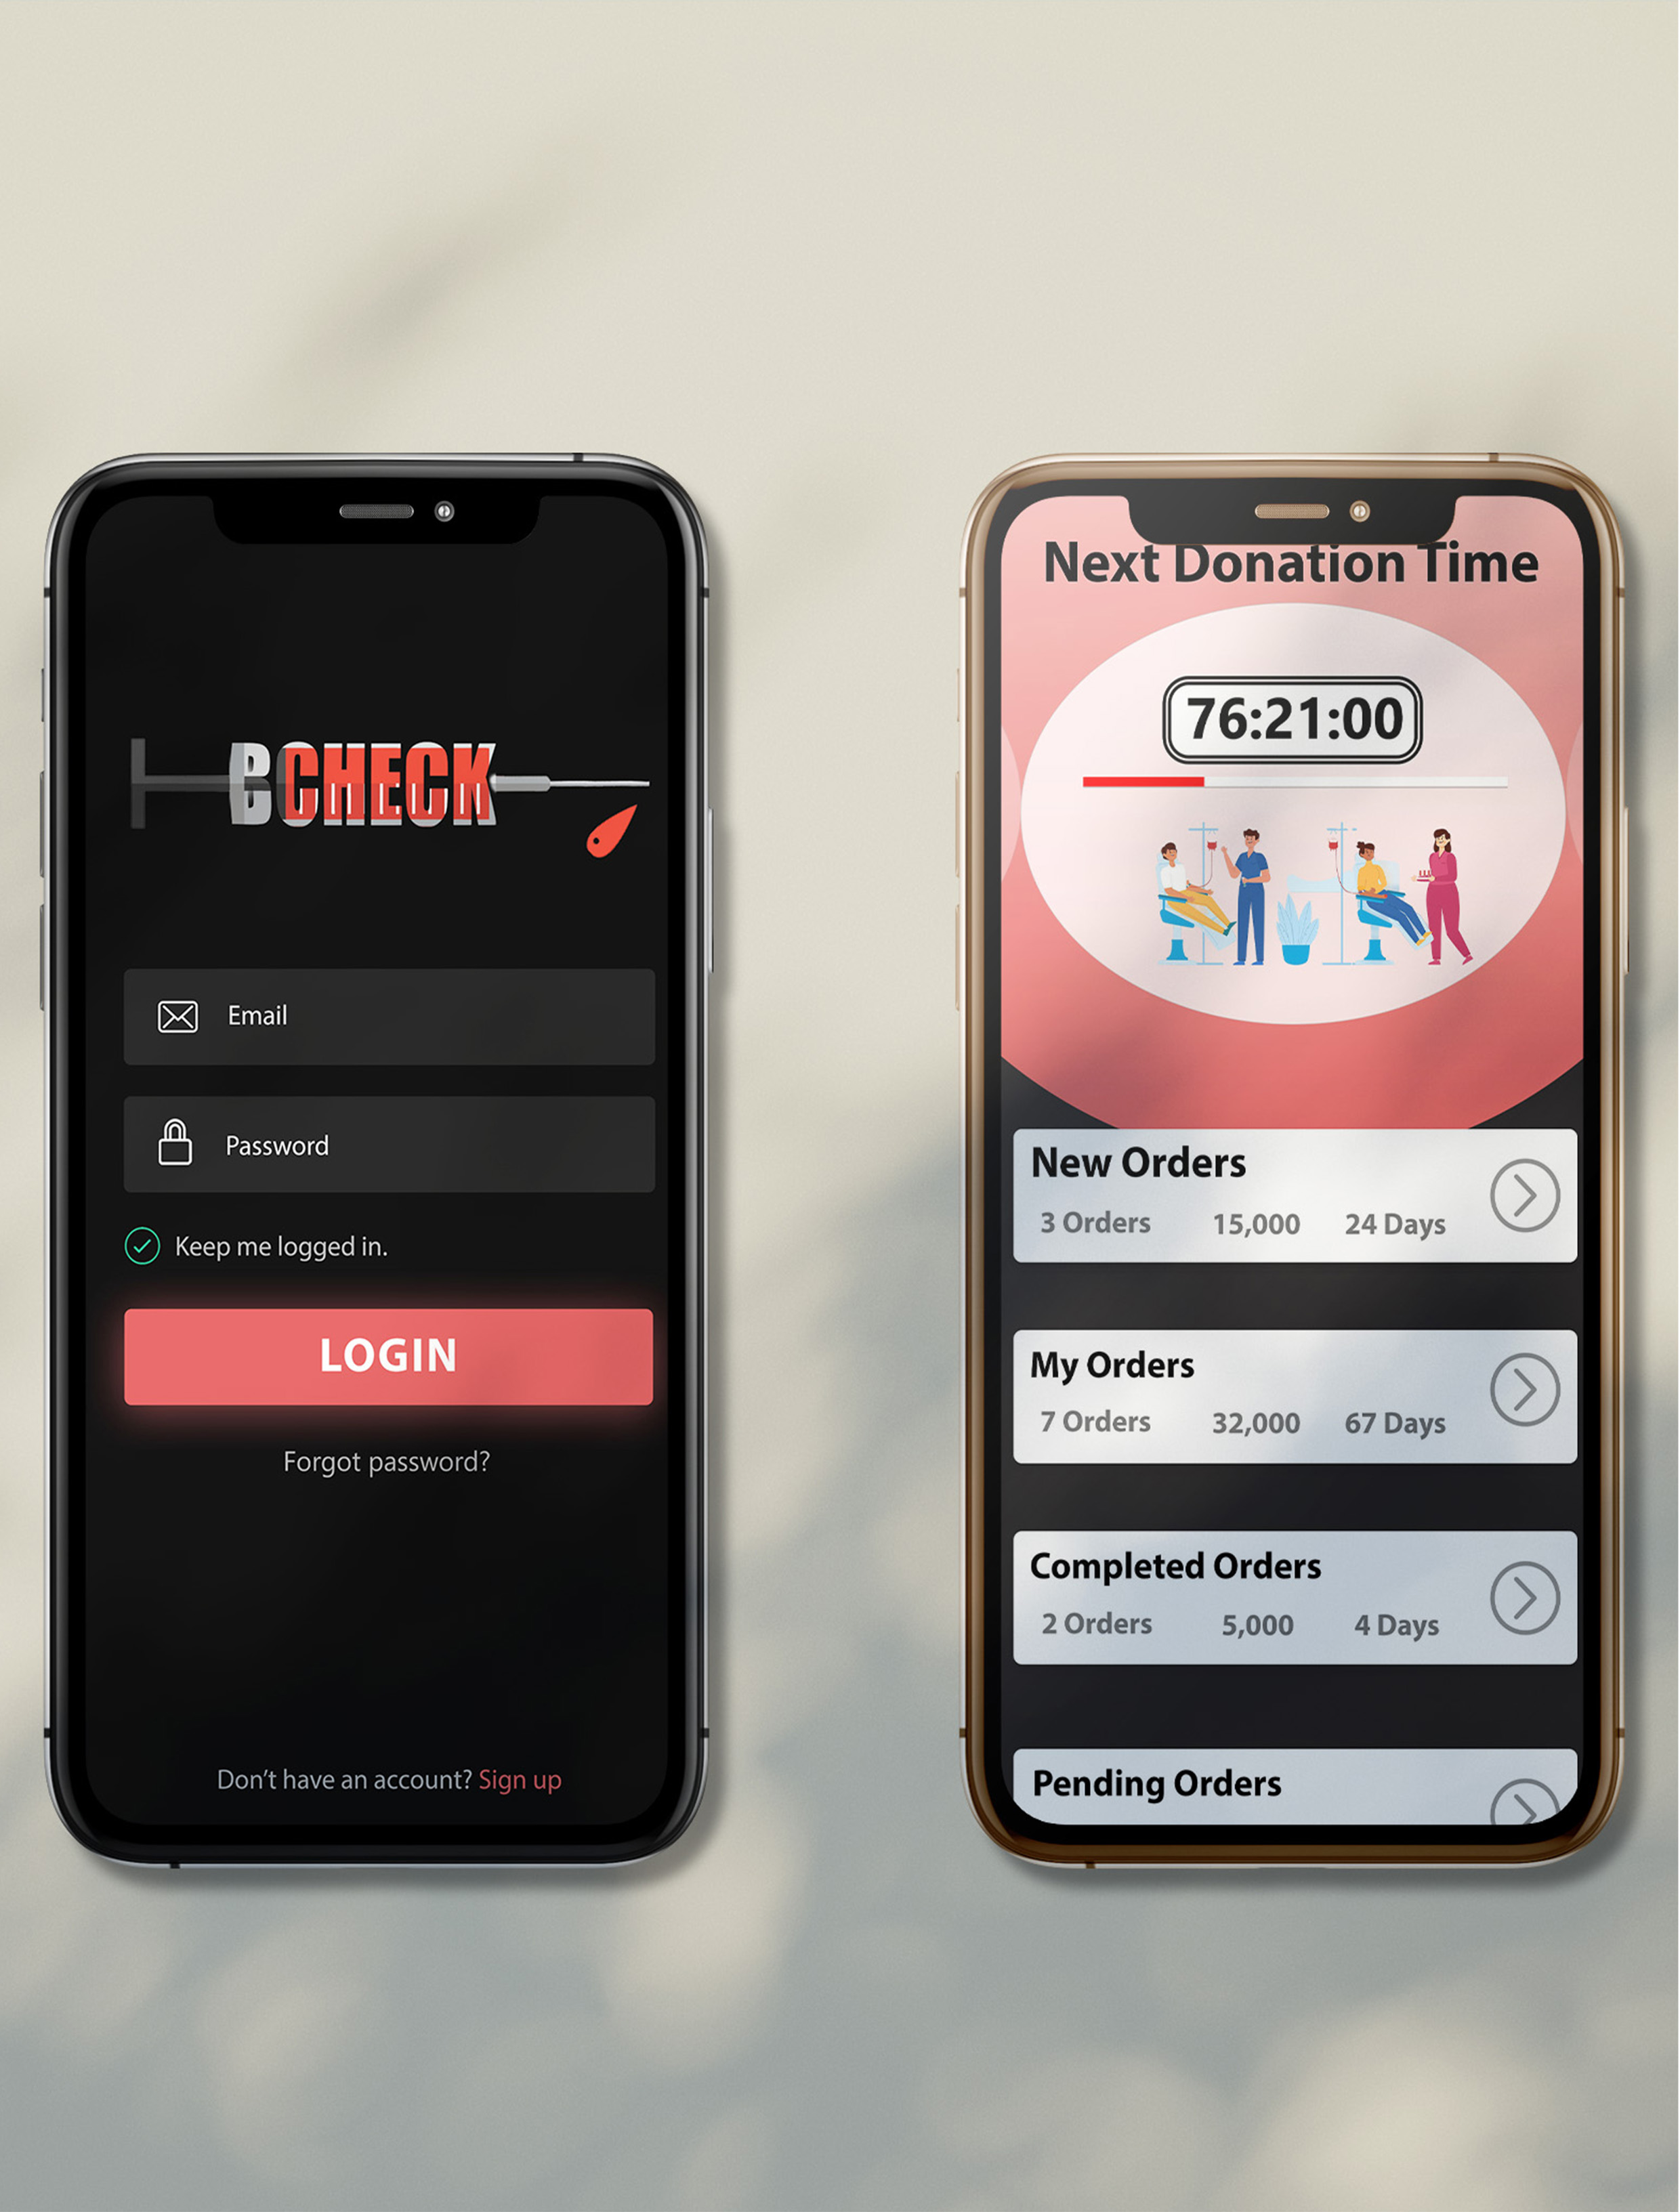 BCHECK
Email
Password
Keep me logged in.
LOGIN
Forgot password?
Don't have an account? Sign up
Next Donation Time
76:21:00
New Orders
3 Orders 15,000 24 Days
My Orders
7 Orders 32,000 67 Days
Completed Orders
2 Orders 5,000 4 Days
Pending Orders